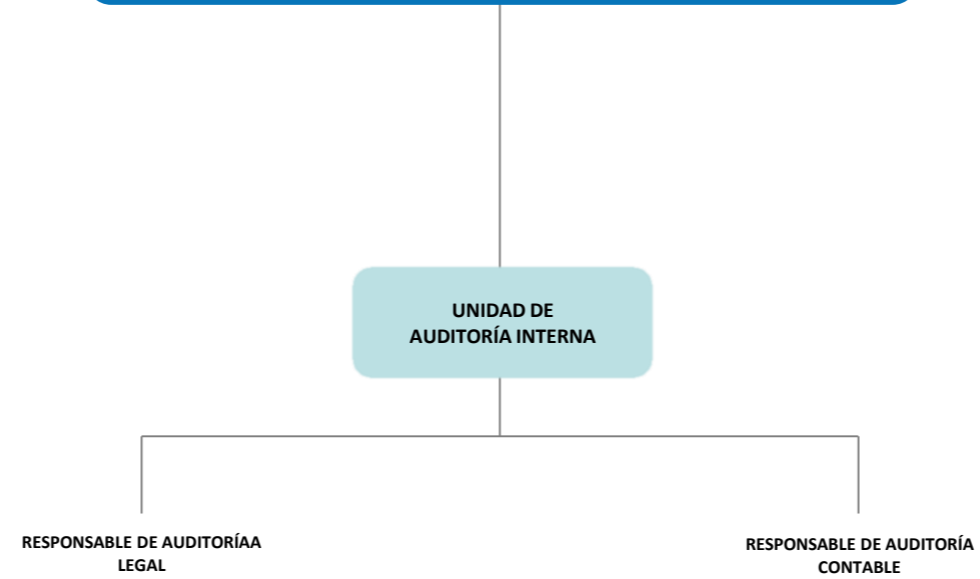 UNIDAD DE
AUDITORÍA INTERNA
RESPONSABLE DE AUDITORÍAA
LEGAL
RESPONSABLE DE AUDITORÍA
CONTABLE